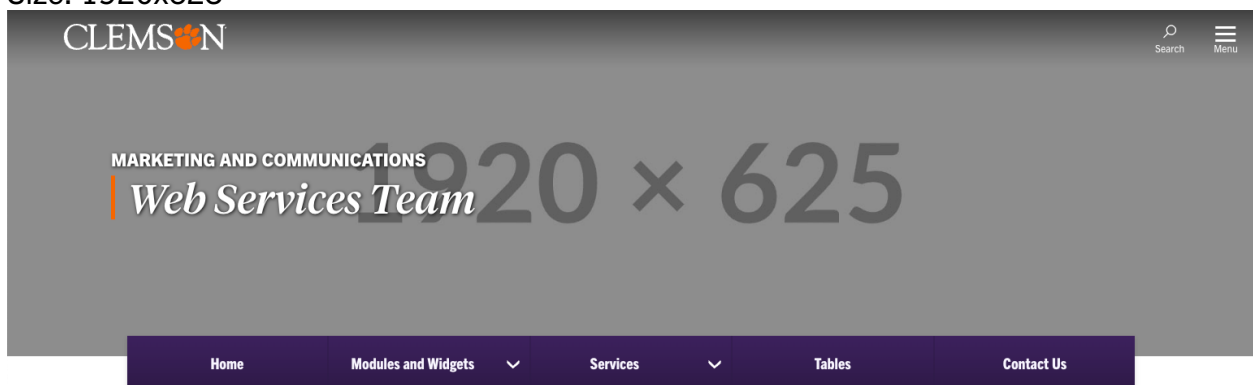 Size: 1920x625
CLEMSON
Search
Menu
1920 × 625
MARKETING AND COMMUNICATIONS
Web Services Team
Home
Modules and Widgets
Services
Tables
Contact Us